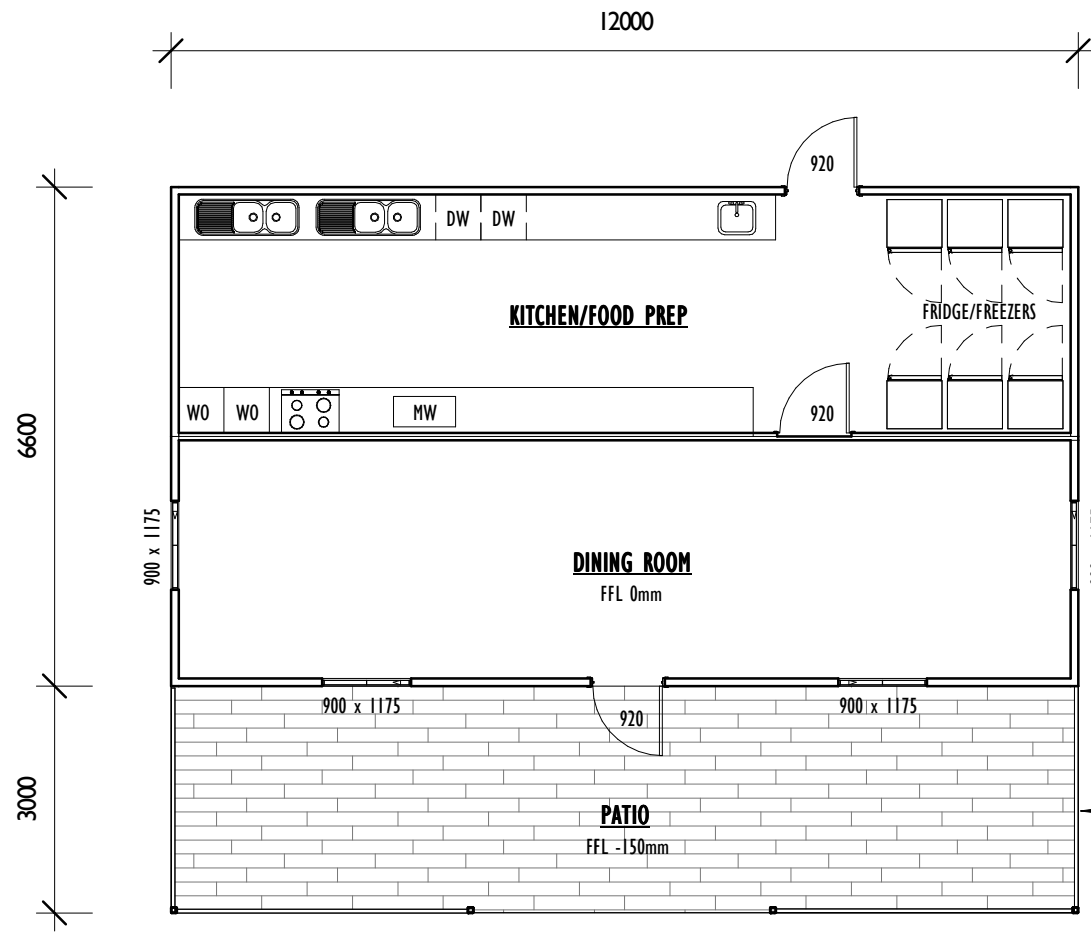 12000
920
DW DW
KITCHEN/FOOD PREP
FRIDGE/FREEZERS
WO WO
MW
920
6600
900 x 1175
DINING ROOM
FFL 0mm
900 x 1175
920
900 x 1175
3000
PATIO
FFL -150mm